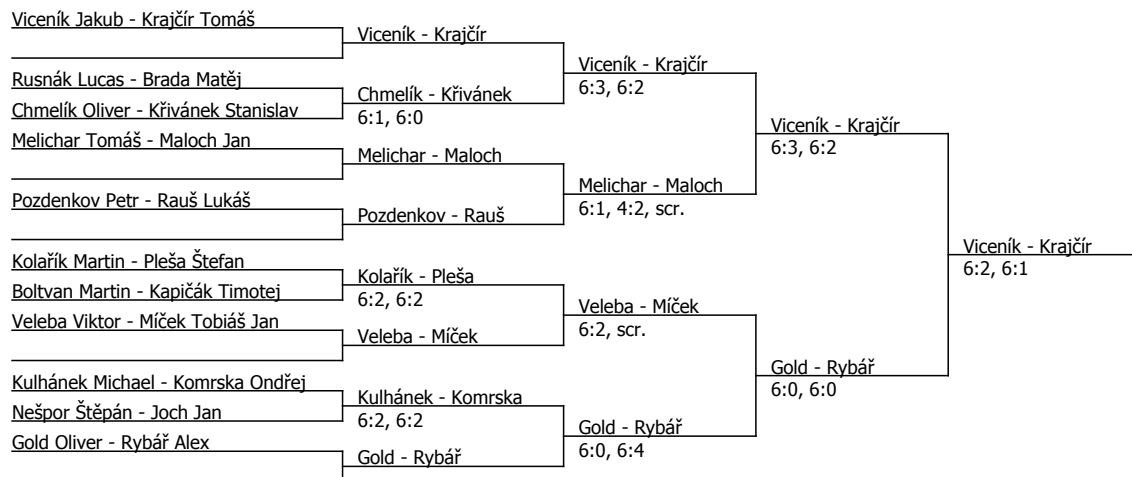 Viceník Jakub - Krajčír Tomáš
Rusnák Lucas - Brada Matěj
Chmelík Oliver - Křivánek Stanislav
Melichar Tomáš - Maloch Jan
Pozdenkov Petr - Rauš Lukáš
Kolařík Martin - Pleša Štefan
Boltvan Martin - Kapičák Timotej
Veleba Viktor - Míček Tobiáš Jan
Kulhánek Michael - Komrska Ondřej
Nešpor Štěpán - Joch Jan
Gold Oliver - Rybář Alex
Viceník - Krajčír
Chmelík - Křivánek
6:1, 6:0
Melichar - Maloch
Pozdenkov - Rauš
Kolařík - Pleša
6:2, 6:2
Veleba - Míček
Kulhánek - Komrska
6:2, 6:2
Gold - Rybář
Viceník - Krajčír
6:3, 6:2
Melichar - Maloch
6:1, 4:2, scr.
Veleba - Míček
6:2, scr.
Gold - Rybář
6:0, 6:4
Viceník - Krajčír
6:3, 6:2
Gold - Rybář
6:0, 6:0
Viceník - Krajčír
6:2, 6:1